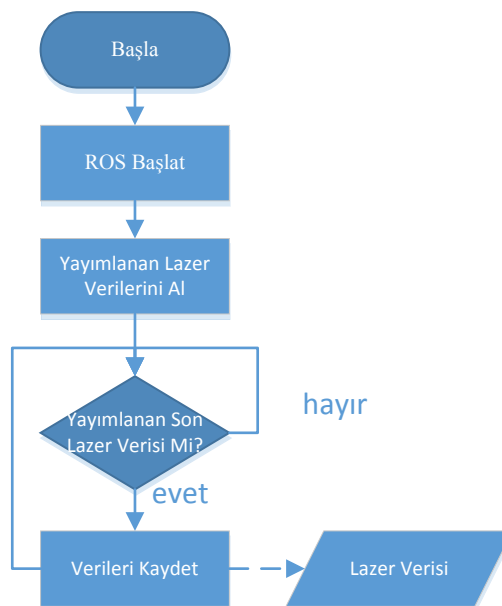 Başla
ROS Başlat
Yayımlanan Lazer
Verilerini Al
Yayımlanan Son
Lazer Verisi Mi?
hayır
evet
Verileri Kaydet
Lazer Verisi